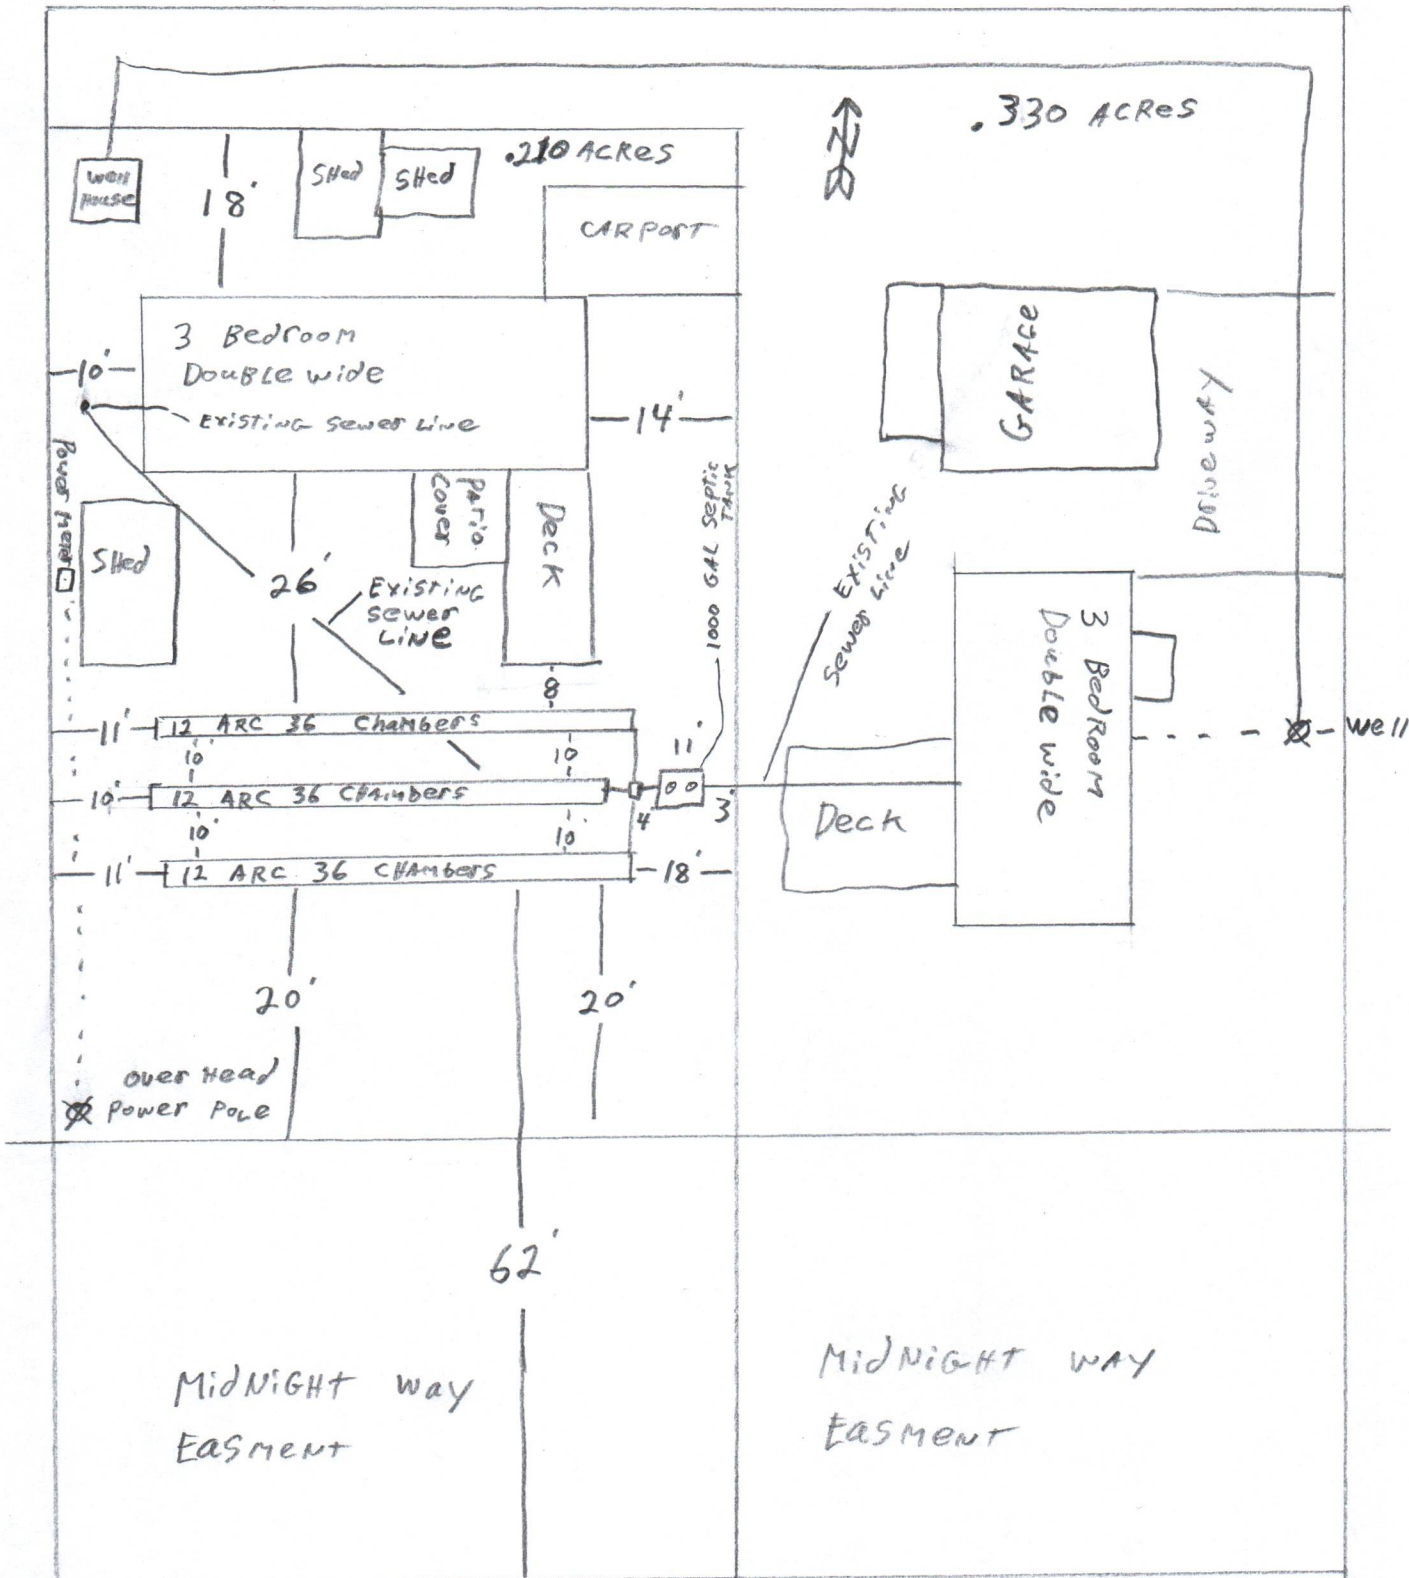 .330 ACRes
N
.210 ACRes
Well
House
18'
SHed
SHed
CARPORT
3 Bedroom
Double wide
10'
Existing sewer Line
14'
GARAGE
Driveway
Power Meter
SHed
Patio
Cover
Deck
1000 GAL Septic
TANK
Existing
Sewer Line
26'
Existing
Sewer
Line
3 BedRoom
Double wide
8
11'
12 ARC 36 Chambers
11'
well
10'
10
10'
12 ARC 36 CHAmbers
4
3'
Deck
10'
10'
11'
12 ARC 36 CHAmbers
18'
20'
20'
over Head
Power Pole
62'
MidNiGHt way
Easment
MidNiGHt WAY
Easment